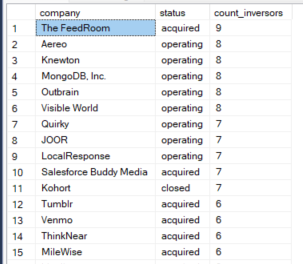 company status count_inversors
1 The FeedRoom acquired 9
2 Aereo operating 8
3 Knewton operating 8
4 MongoDB, Inc. operating 8
5 Outbrain operating 8
6 Visible World operating 8
7 Quirky operating 7
8 JOOR operating 7
9 LocalResponse operating 7
10 Salesforce Buddy Media acquired 7
11 Kohort closed 7
12 Tumblr acquired 6
13 Venmo acquired 6
14 ThinkNear acquired 6
15 MileWise acquired 6